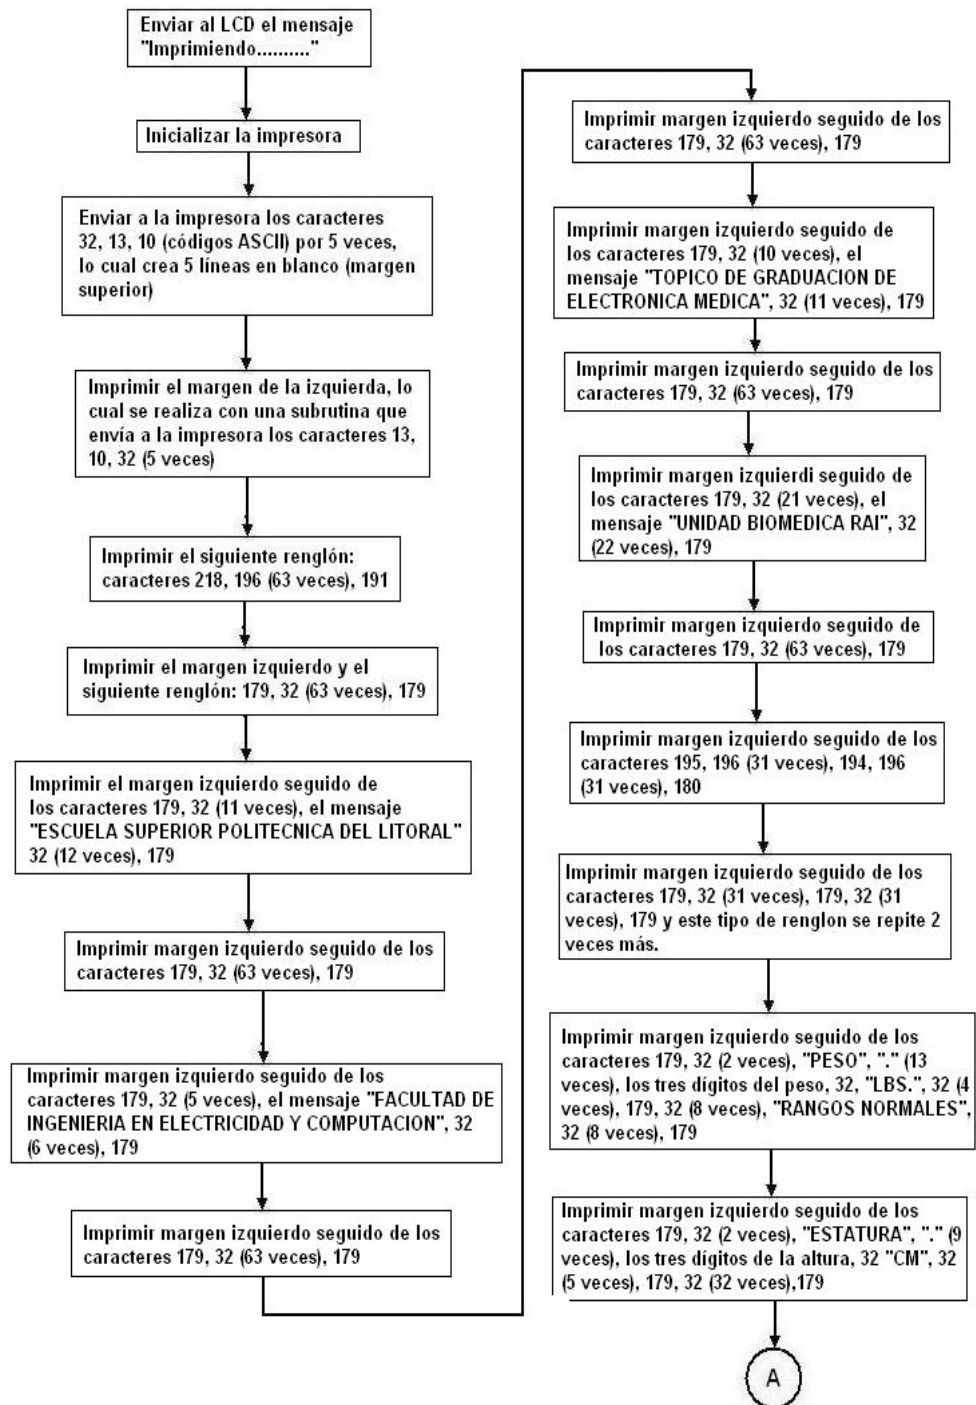 Enviar al LCD el mensaje
"Imprimiendo.........."
Inicializar la impresora
Enviar a la impresora los caracteres
32, 13, 10 (códigos ASCII) por 5 veces,
lo cual crea 5 líneas en blanco (margen
superior)
Imprimir el margen de la izquierda, lo
cual se realiza con una subrutina que
envía a la impresora los caracteres 13,
10, 32 (5 veces)
Imprimir el siguiente renglón:
caracteres 218, 196 (63 veces), 191
Imprimir el margen izquierdo y el
siguiente renglón: 179, 32 (63 veces), 179
Imprimir el margen izquierdo seguido de
los caracteres 179, 32 (11 veces), el mensaje
"ESCUELA SUPERIOR POLITECNICA DEL LITORAL"
32 (12 veces), 179
Imprimir margen izquierdo seguido de los
caracteres 179, 32 (63 veces), 179
Imprimir margen izquierdo seguido de los
caracteres 179, 32 (5 veces), el mensaje "FACULTAD DE
INGENIERIA EN ELECTRICIDAD Y COMPUTACION", 32
(6 veces), 179
Imprimir margen izquierdo seguido de los
caracteres 179, 32 (63 veces), 179
Imprimir margen izquierdo seguido de los
caracteres 179, 32 (63 veces), 179
Imprimir margen izquierdo seguido de
los caracteres 179, 32 (10 veces), el
mensaje "TOPICO DE GRADUACION DE
ELECTRONICA MEDICA", 32 (11 veces), 179
Imprimir margen izquierdo seguido de los
caracteres 179, 32 (63 veces), 179
Imprimir margen izquierdi seguido de
los caracteres 179, 32 (21 veces), el
mensaje "UNIDAD BIOMEDICA RAI", 32
(22 veces), 179
Imprimir margen izquierdo seguido de
los caracteres 179, 32 (63 veces), 179
Imprimir margen izquierdo seguido de los
caracteres 195, 196 (31 veces), 194, 196
(31 veces), 180
Imprimir margen izquierdo seguido de los
caracteres 179, 32 (31 veces), 179, 32 (31
veces), 179 y este tipo de renglon se repite 2
veces más.
Imprimir margen izquierdo seguido de los
caracteres 179, 32 (2 veces), "PESO", "." (13
veces), los tres dígitos del peso, 32, "LBS.", 32 (4
veces), 179, 32 (8 veces), "RANGOS NORMALES",
32 (8 veces), 179
Imprimir margen izquierdo seguido de los
caracteres 179, 32 (2 veces), "ESTATURA", "." (9
veces), los tres dígitos de la altura, 32 "CM", 32
(5 veces), 179, 32 (32 veces),179
A